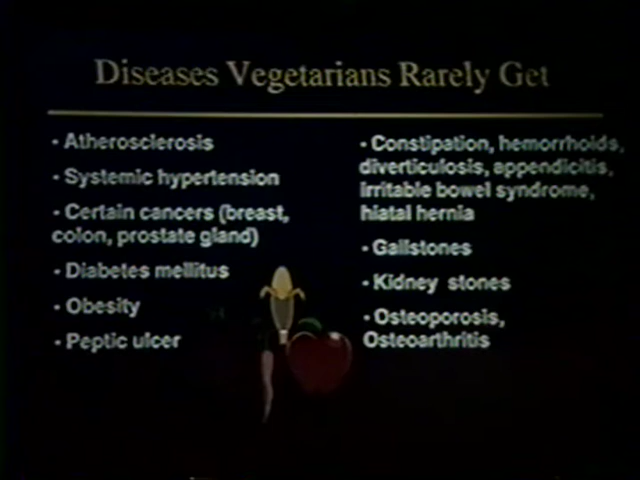 Diseases Vegetarians Rarely Get
· Atherosclerosis
· Systemic hypertension
· Certain cancers (breast,
colon, prostate gland)
· Diabetes mellitus
· Obesity
· Peptic ulcer
· Constipation, hemorrhoids,
diverticulosis, appendicitis,
irritable bowel syndrome,
hiatal hernia
· Gallstones
· Kidney stones
· Osteoporosis,
Osteoarthritis